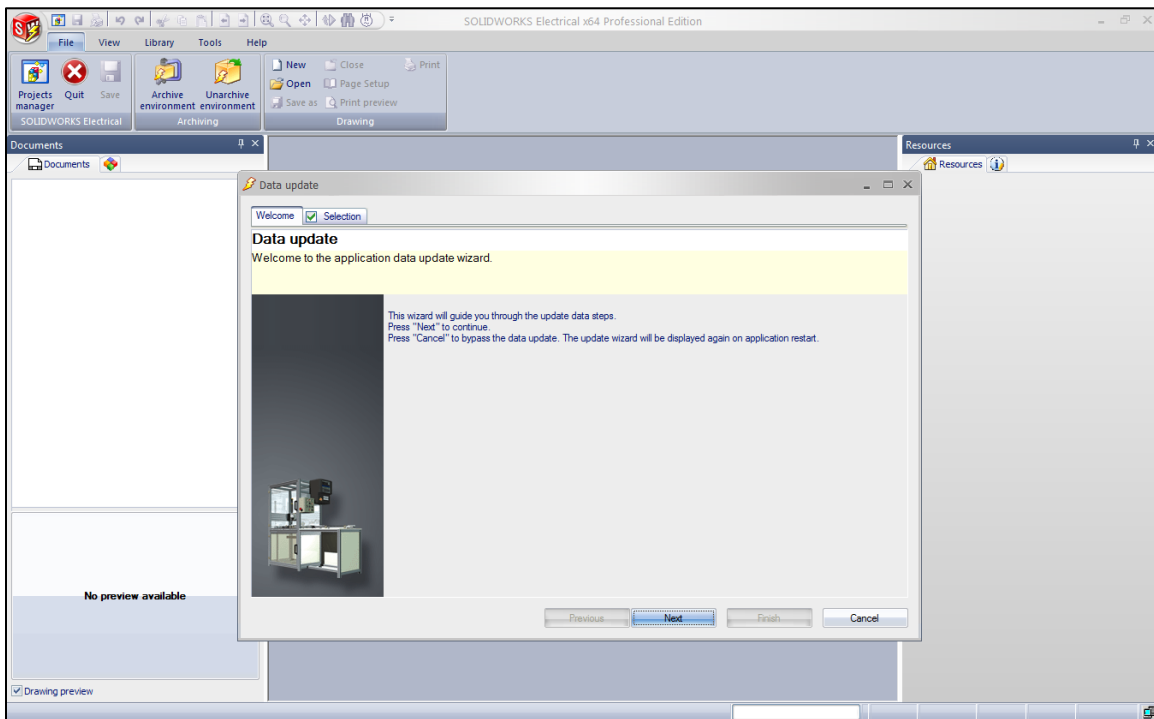 SOLIDWORKS Electrical x64 Professional Edition
File View Library Tools Help
Projects manager
Quit
Save
SOLIDWORKS Electrical
Archive environment
Unarchive environment
Archiving
New Close Print
Open Page Setup
Save as Print preview
Drawing
Documents
Documents
Resources
Resources
Data update
Welcome Selection
Data update
Welcome to the application data update wizard.
This wizard will guide you through the update data steps.
Press "Next" to continue.
Press "Cancel" to bypass the data update. The update wizard will be displayed again on application restart.
Previous Next Finish Cancel
No preview available
Drawing preview